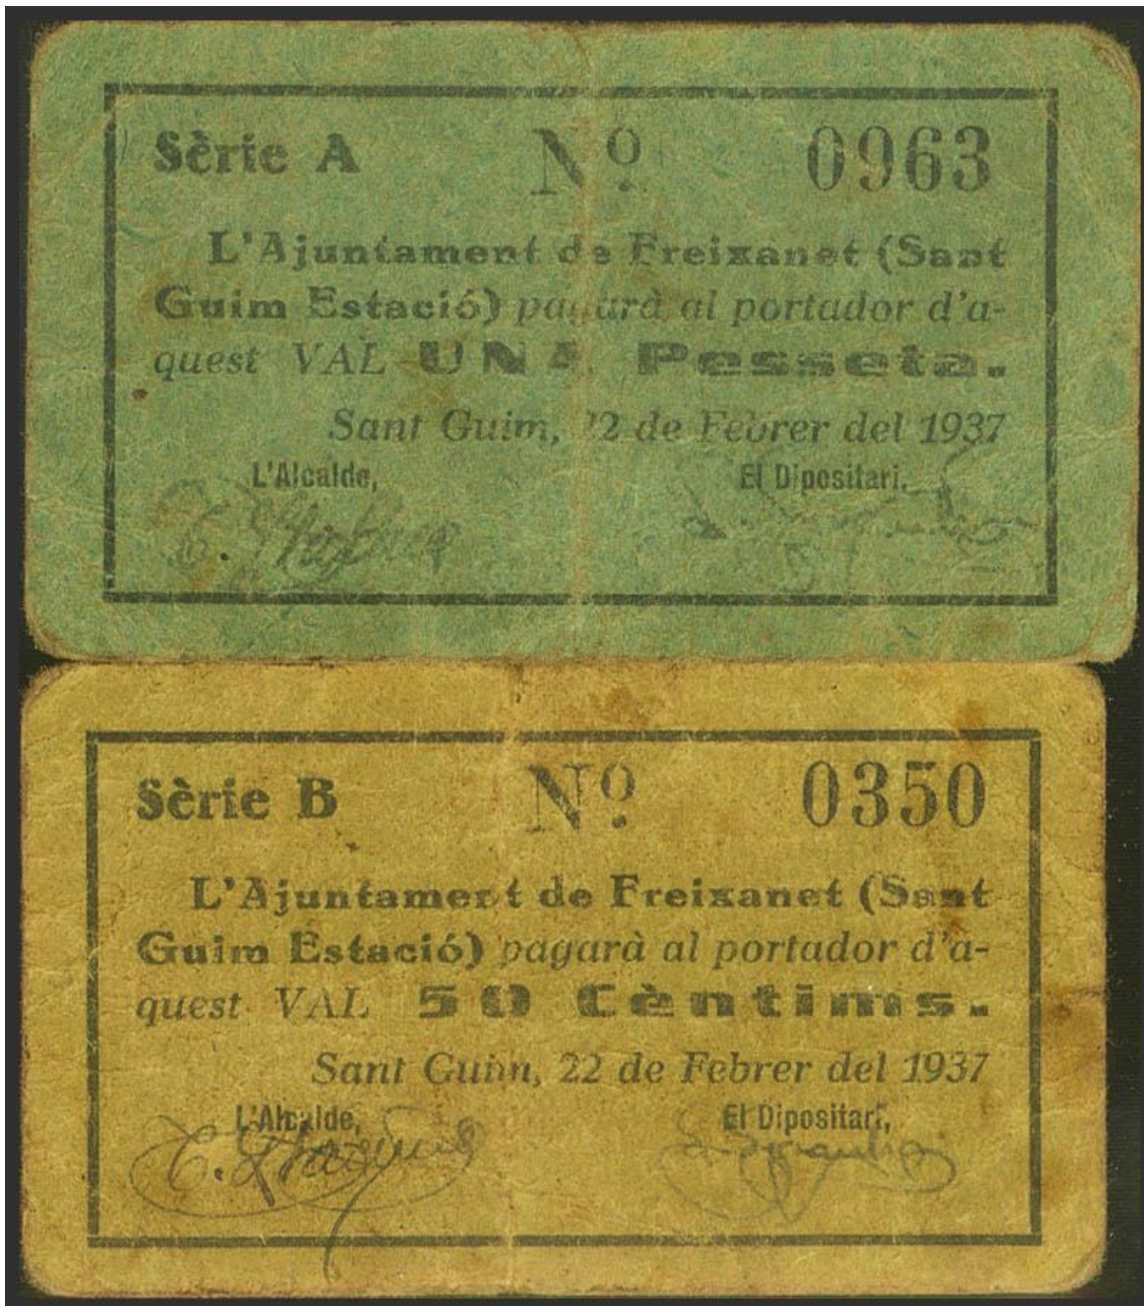 Sèrie A Nº 0963
L'Ajuntament de Freixanet (Sant
Guim Estació) pagarà al portador d'a-
quest VAL UNA Pesseta.
Sant Guim, 22 de Febrer del 1937
L'Alcalde, El Dipositari,
Sèrie B Nº 0350
L'Ajuntament de Freixanet (Sant
Guim Estació) pagarà al portador d'a-
quest VAL 50 Cèntims.
Sant Guim, 22 de Febrer del 1937
L'Alcalde, El Dipositari,